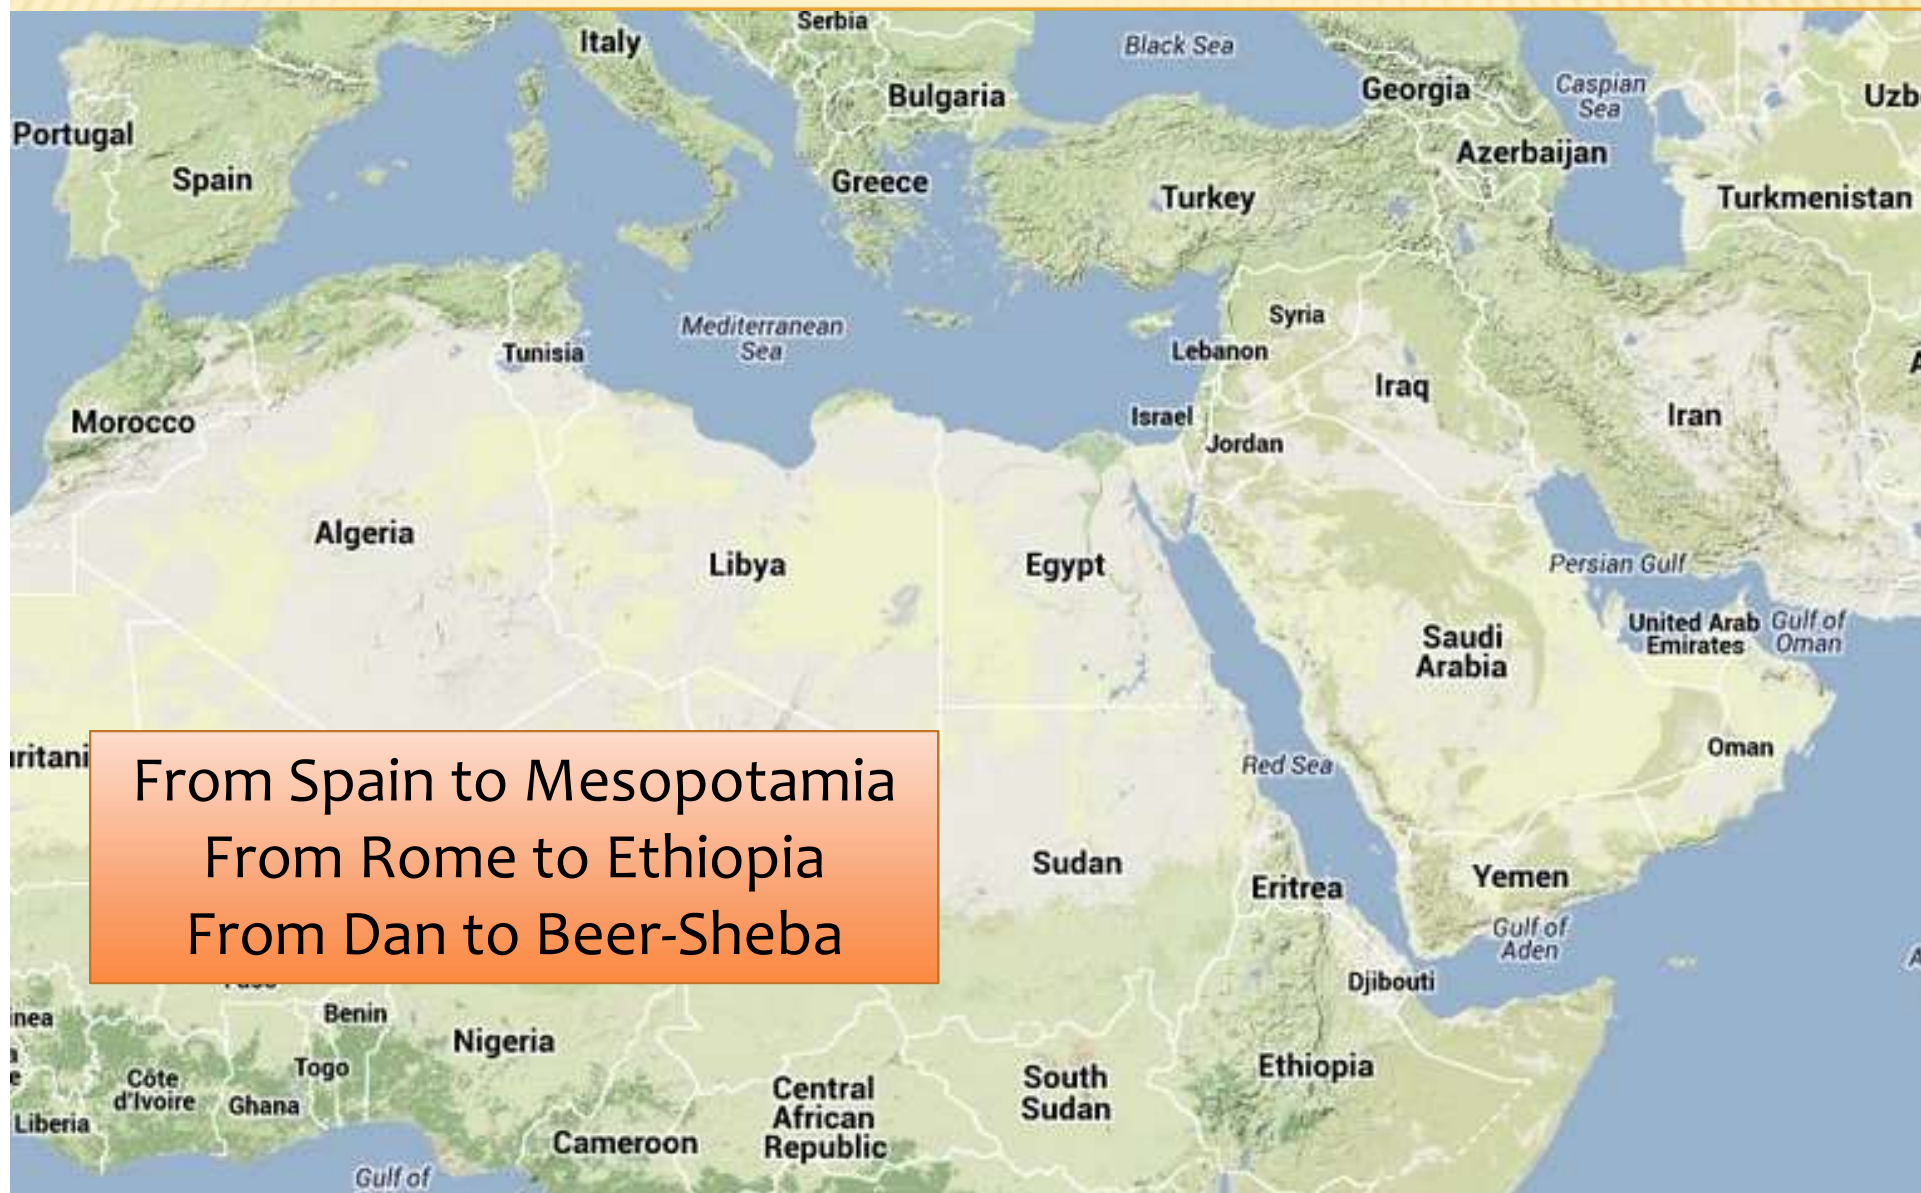 Serbia
Italy
Black Sea
Bulgaria
Georgia
Caspian
Sea
Portugal
Azerbaijan
Spain
Greece
Turkey
Turkmenistan
Mediterranean
Sea
Syria
Tunisia
Lebanon
Iraq
Iran
Morocco
Israel
Jordan
Algeria
Libya
Egypt
Persian Gulf
United Arab
Emirates
Gulf of
Oman
Saudi
Arabia
Oman
Red Sea
From Spain to Mesopotamia
From Rome to Ethiopia
From Dan to Beer-Sheba
Sudan
Eritrea
Yemen
Gulf of
Aden
Djibouti
Benin
Nigeria
Togo
Côte
d'Ivoire
Ghana
Liberia
Cameroon
Central
African
Republic
South
Sudan
Ethiopia
Gulf of